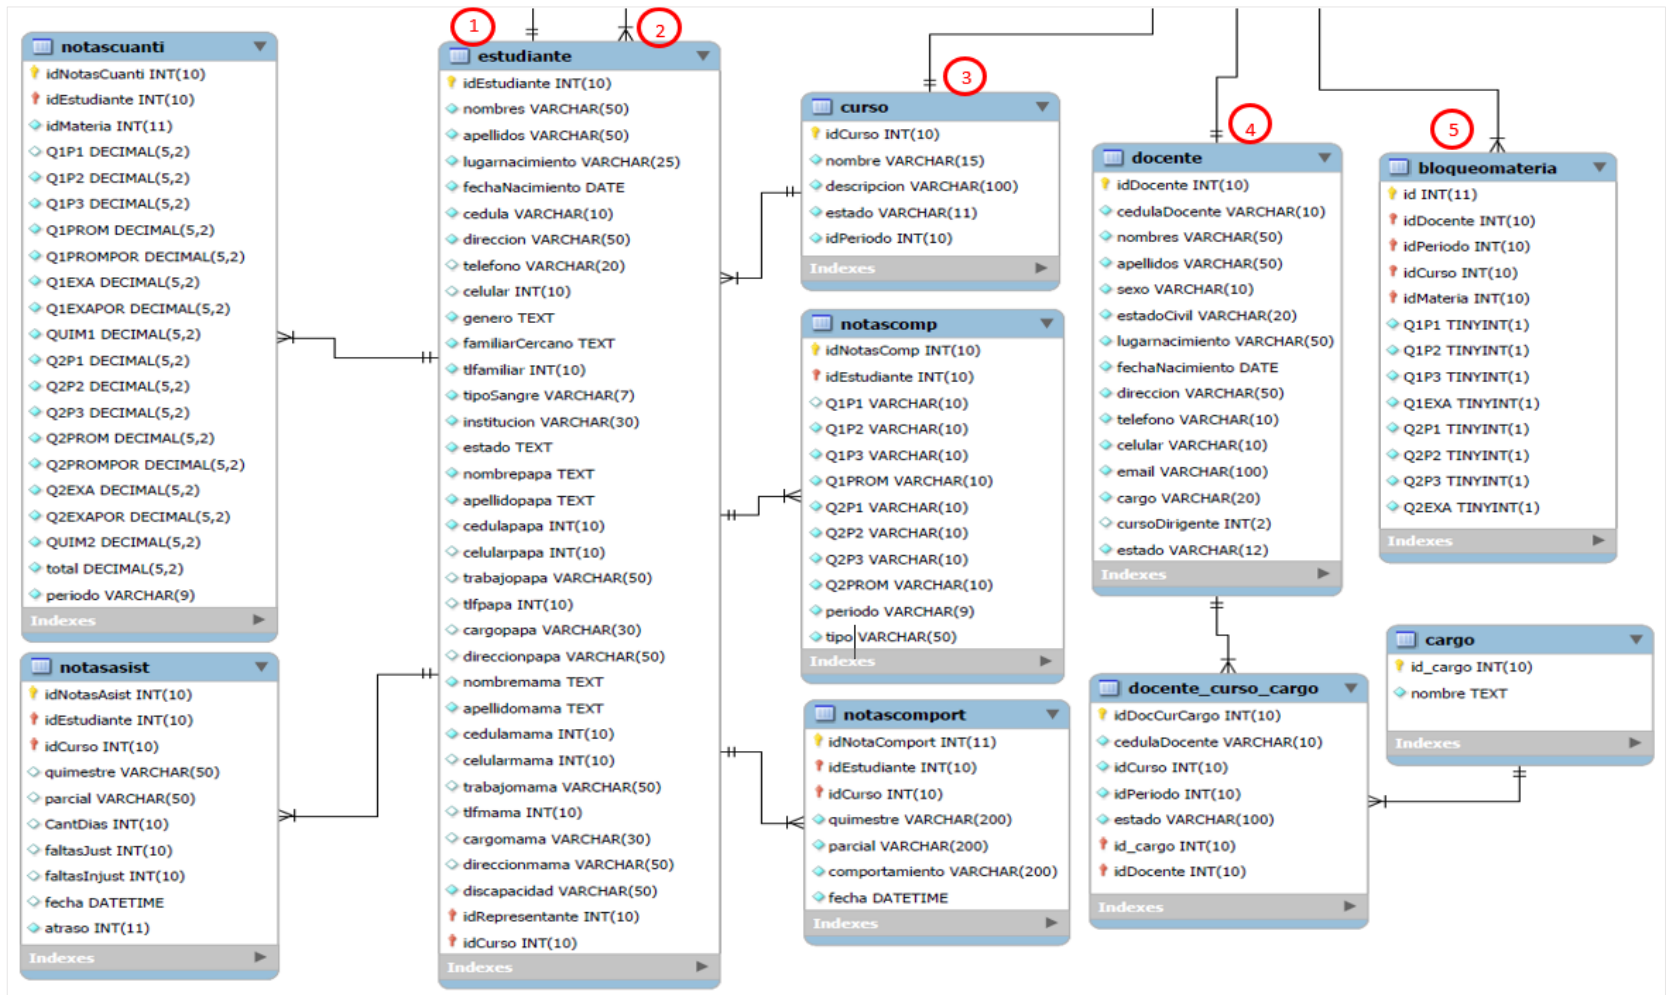 1
2
3
4
5
notascuanti
idNotasCuanti INT(10)
idEstudiante INT(10)
idMateria INT(11)
Q1P1 DECIMAL(5,2)
Q1P2 DECIMAL(5,2)
Q1P3 DECIMAL(5,2)
Q1PROM DECIMAL(5,2)
Q1PROMPOR DECIMAL(5,2)
Q1EXA DECIMAL(5,2)
Q1EXAPOR DECIMAL(5,2)
QUIM1 DECIMAL(5,2)
Q2P1 DECIMAL(5,2)
Q2P2 DECIMAL(5,2)
Q2P3 DECIMAL(5,2)
Q2PROM DECIMAL(5,2)
Q2PROMPOR DECIMAL(5,2)
Q2EXA DECIMAL(5,2)
Q2EXAPOR DECIMAL(5,2)
QUIM2 DECIMAL(5,2)
total DECIMAL(5,2)
periodo VARCHAR(9)
Indexes
notasasist
idNotasAsist INT(10)
idEstudiante INT(10)
idCurso INT(10)
quimestre VARCHAR(50)
parcial VARCHAR(50)
CantDias INT(10)
faltasJust INT(10)
faltasInjust INT(10)
fecha DATETIME
atraso INT(11)
Indexes
estudiante
idEstudiante INT(10)
nombres VARCHAR(50)
apellidos VARCHAR(50)
lugarnacimiento VARCHAR(25)
fechaNacimiento DATE
cedula VARCHAR(10)
direccion VARCHAR(50)
telefono VARCHAR(20)
celular INT(10)
genero TEXT
familiarCercano TEXT
tlfamiliar INT(10)
tipoSangre VARCHAR(7)
institucion VARCHAR(30)
estado TEXT
nombrepapa TEXT
apellidopapa TEXT
cedulapapa INT(10)
celularpapa INT(10)
trabajopapa VARCHAR(50)
tlfpapa INT(10)
cargopapa VARCHAR(30)
direccionpapa VARCHAR(50)
nombremama TEXT
apellidomama TEXT
cedulamama INT(10)
celularmama INT(10)
trabajomama VARCHAR(50)
tlfmama INT(10)
cargomama VARCHAR(30)
direccionmama VARCHAR(50)
discapacidad VARCHAR(50)
idRepresentante INT(10)
idCurso INT(10)
Indexes
curso
idCurso INT(10)
nombre VARCHAR(15)
descripcion VARCHAR(100)
estado VARCHAR(11)
idPeriodo INT(10)
Indexes
notascomp
idNotasComp INT(10)
idEstudiante INT(10)
Q1P1 VARCHAR(10)
Q1P2 VARCHAR(10)
Q1P3 VARCHAR(10)
Q1PROM VARCHAR(10)
Q2P1 VARCHAR(10)
Q2P2 VARCHAR(10)
Q2P3 VARCHAR(10)
Q2PROM VARCHAR(10)
periodo VARCHAR(9)
tipo VARCHAR(50)
Indexes
notascomport
idNotaComport INT(11)
idEstudiante INT(10)
idCurso INT(10)
quimestre VARCHAR(200)
parcial VARCHAR(200)
comportamiento VARCHAR(200)
fecha DATETIME
Indexes
docente
idDocente INT(10)
cedulaDocente VARCHAR(10)
nombres VARCHAR(50)
apellidos VARCHAR(50)
sexo VARCHAR(10)
estadoCivil VARCHAR(20)
lugarnacimiento VARCHAR(50)
fechaNacimiento DATE
direccion VARCHAR(50)
telefono VARCHAR(10)
celular VARCHAR(10)
email VARCHAR(100)
cargo VARCHAR(20)
cursoDirigente INT(2)
estado VARCHAR(12)
Indexes
docente_curso_cargo
idDocCurCargo INT(10)
cedulaDocente VARCHAR(10)
idCurso INT(10)
idPeriodo INT(10)
estado VARCHAR(100)
id_cargo INT(10)
idDocente INT(10)
Indexes
bloqueomateria
id INT(11)
idDocente INT(10)
idPeriodo INT(10)
idCurso INT(10)
idMateria INT(10)
Q1P1 TINYINT(1)
Q1P2 TINYINT(1)
Q1P3 TINYINT(1)
Q1EXA TINYINT(1)
Q2P1 TINYINT(1)
Q2P2 TINYINT(1)
Q2P3 TINYINT(1)
Q2EXA TINYINT(1)
Indexes
cargo
id_cargo INT(10)
nombre TEXT
Indexes